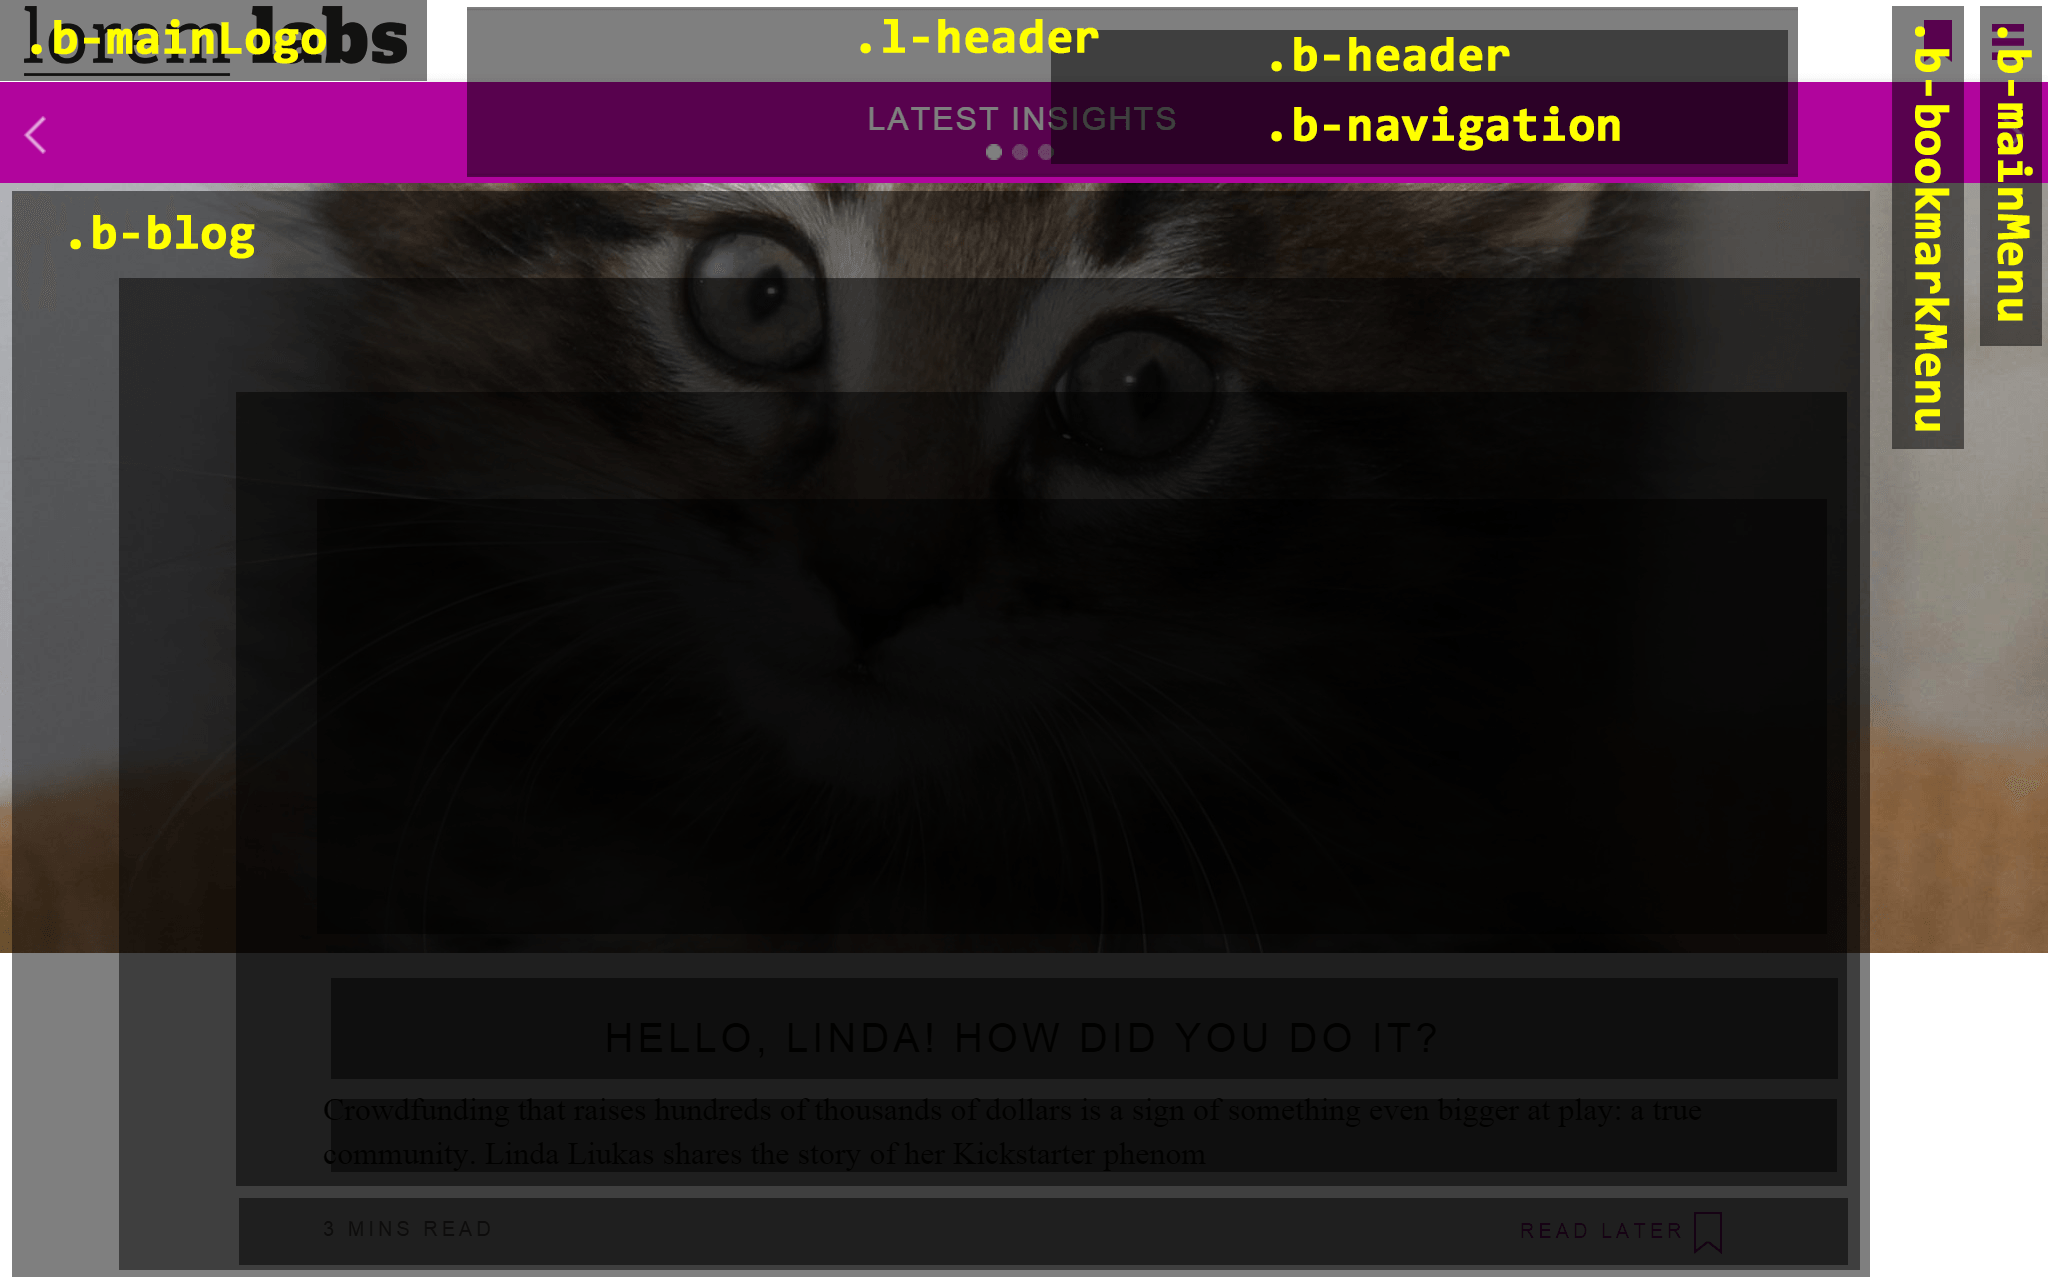 lorem labs
.b-mainLogo
.l-header
.b-header
LATEST INSIGHTS
.b-navigation
.b-bookmarkMenu
.b-mainMenu
.b-blog
HELLO, LINDA! HOW DID YOU DO IT?
Crowdfunding that raises hundreds of thousands of dollars is a sign of something even bigger at play: a true
community. Linda Liukas shares the story of her Kickstarter phenom
3 MINS READ
READ LATER